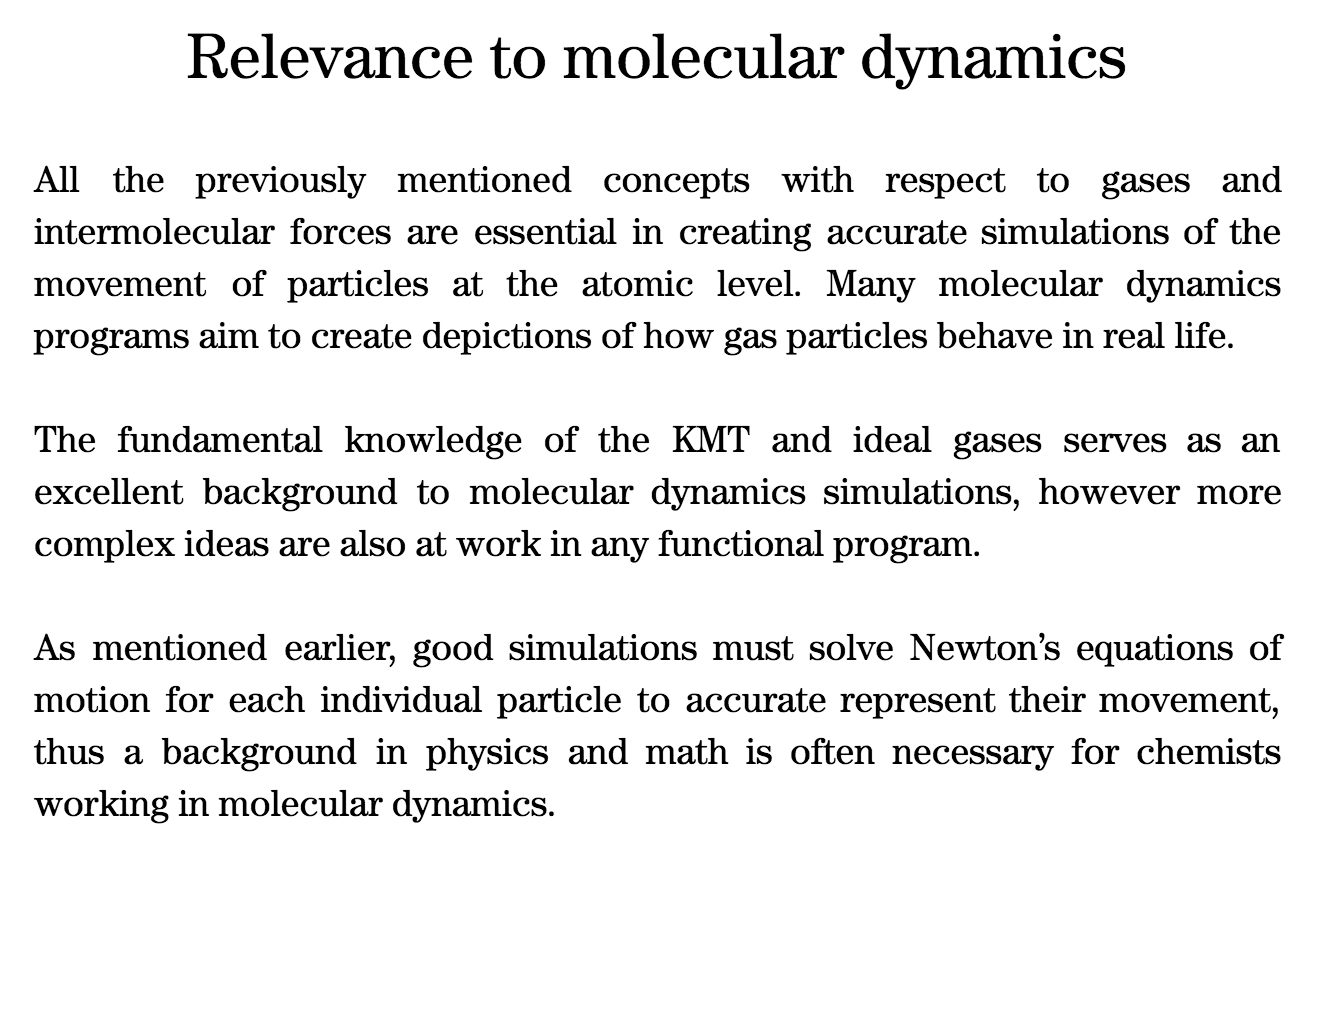 Relevance to molecular dynamics
All the previously mentioned concepts with respect to gases and
intermolecular forces are essential in creating accurate simulations of the
movement of particles at the atomic level. Many molecular dynamics
programs aim to create depictions of how gas particles behave in real life.
The fundamental knowledge of the KMT and ideal gases serves as an
excellent background to molecular dynamics simulations, however more
complex ideas are also at work in any functional program.
As mentioned earlier, good simulations must solve Newton’s equations of
motion for each individual particle to accurate represent their movement,
thus a background in physics and math is often necessary for chemists
working in molecular dynamics.